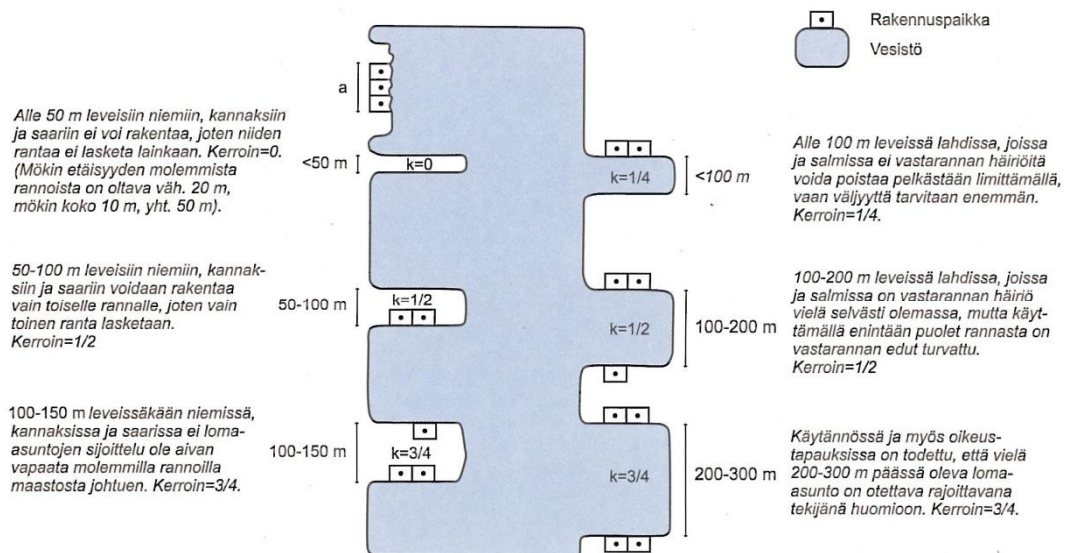 Rakennuspaikka
Vesistö
a
Alle 50 m leveisiin niemiin, kannaksiin
ja saariin ei voi rakentaa, joten niiden
rantaa ei lasketa lainkaan. Kerroin=0.
(Mökin etäisyyden molemmista
rannoista on oltava väh. 20 m,
mökin koko 10 m, yht. 50 m).
<50 m
k=0
k=1/4
<100 m
Alle 100 m leveissä lahdissa, joissa
ja salmissa ei vastarannan häiriöitä
voida poistaa pelkästään limittämällä,
vaan väljyyttä tarvitaan enemmän.
Kerroin=1/4.
50-100 m leveisiin niemiin, kannak-
siin ja saariin voidaan rakentaa
vain toiselle rannalle, joten vain
toinen ranta lasketaan.
Kerroin=1/2
50-100 m
k=1/2
k=1/2
100-200 m
100-200 m leveissä lahdissa, joissa
ja salmissa on vastarannan häiriö
vielä selvästi olemassa, mutta käyt-
tämällä enintään puolet rannasta on
vastarannan edut turvattu.
Kerroin=1/2
100-150 m leveissäkään niemissä,
kannaksissa ja saarissa ei loma-
asuntojen sijoittelu ole aivan
vapaata molemmilla rannoilla
maastosta johtuen. Kerroin=3/4.
100-150 m
k=3/4
k=3/4
200-300 m
Käytännössä ja myös oikeus-
tapauksissa on todettu, että vielä
200-300 m päässä oleva loma-
asunto on otettava rajoittavana
tekijänä huomioon. Kerroin=3/4.